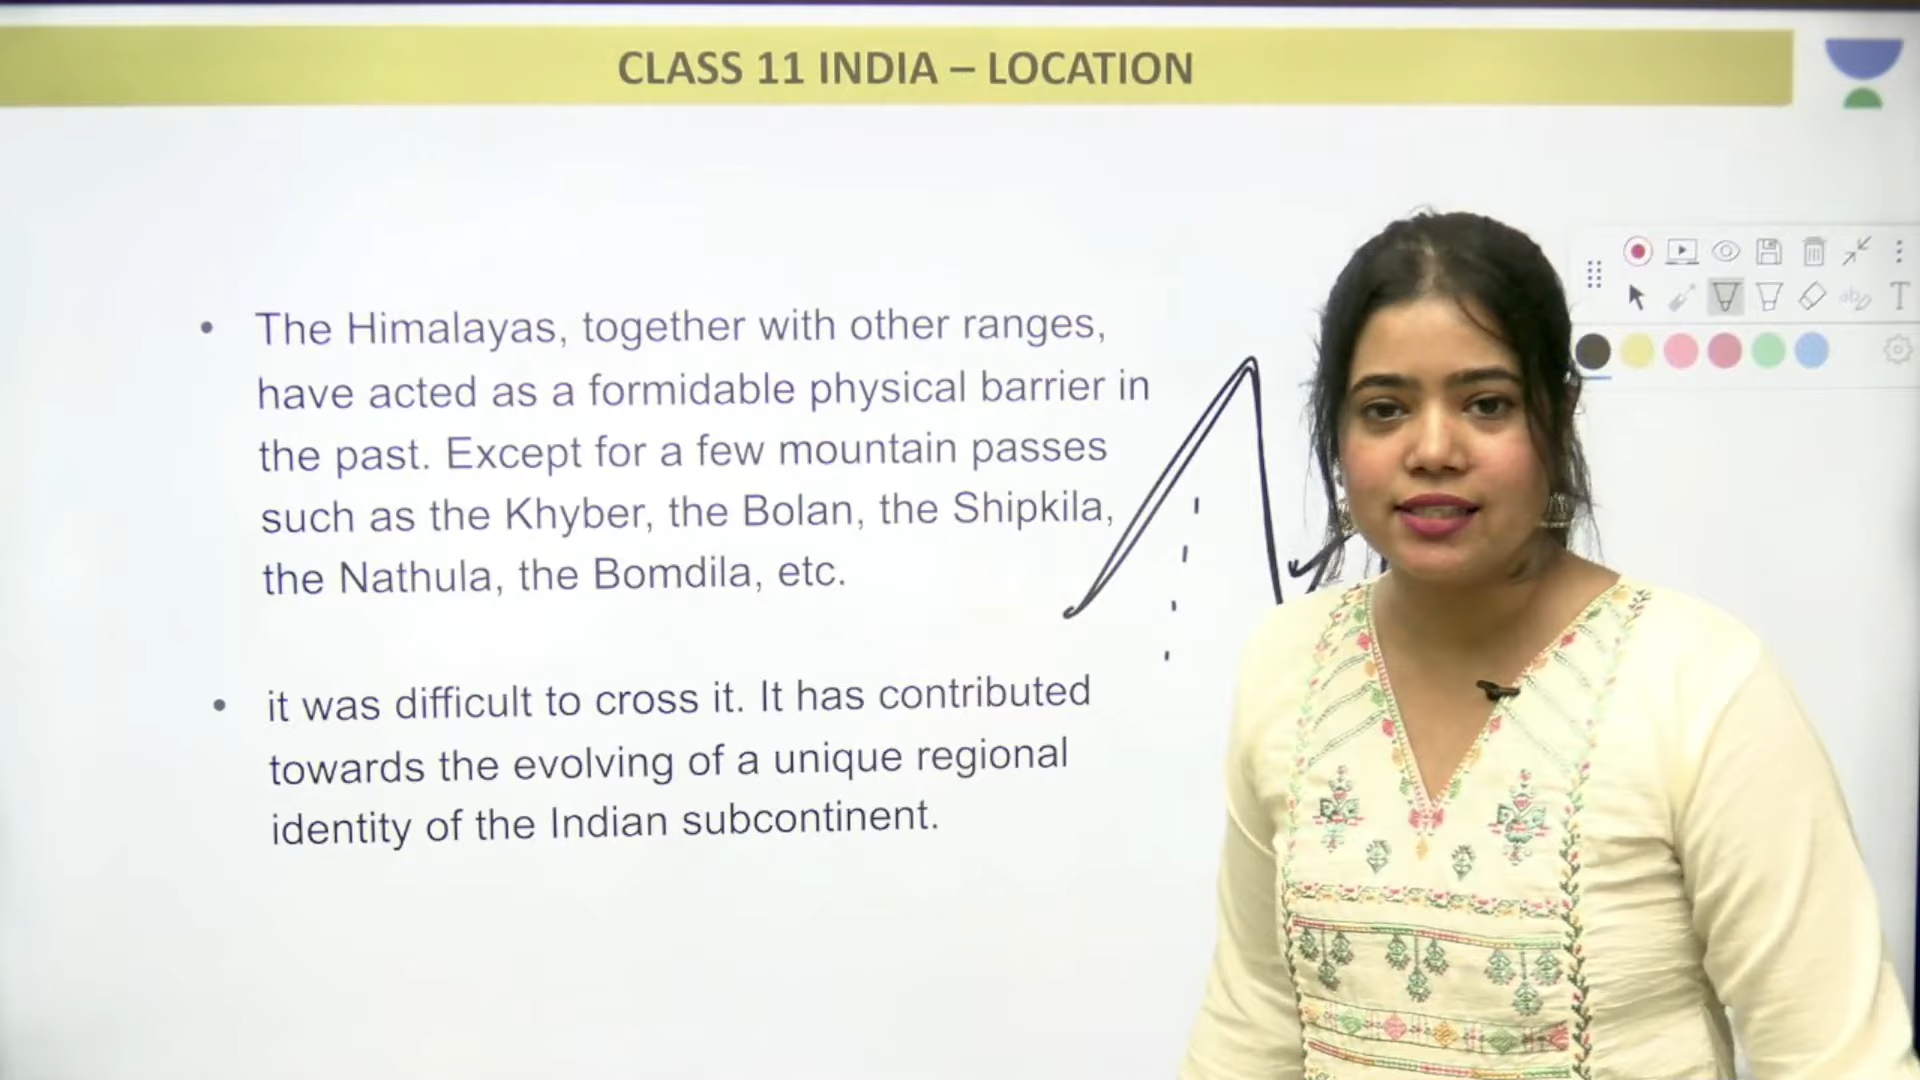 CLASS 11 INDIA – LOCATION
• The Himalayas, together with other ranges,
have acted as a formidable physical barrier in
the past. Except for a few mountain passes
such as the Khyber, the Bolan, the Shipkila,
the Nathula, the Bomdila, etc.
• it was difficult to cross it. It has contributed
towards the evolving of a unique regional
identity of the Indian subcontinent.